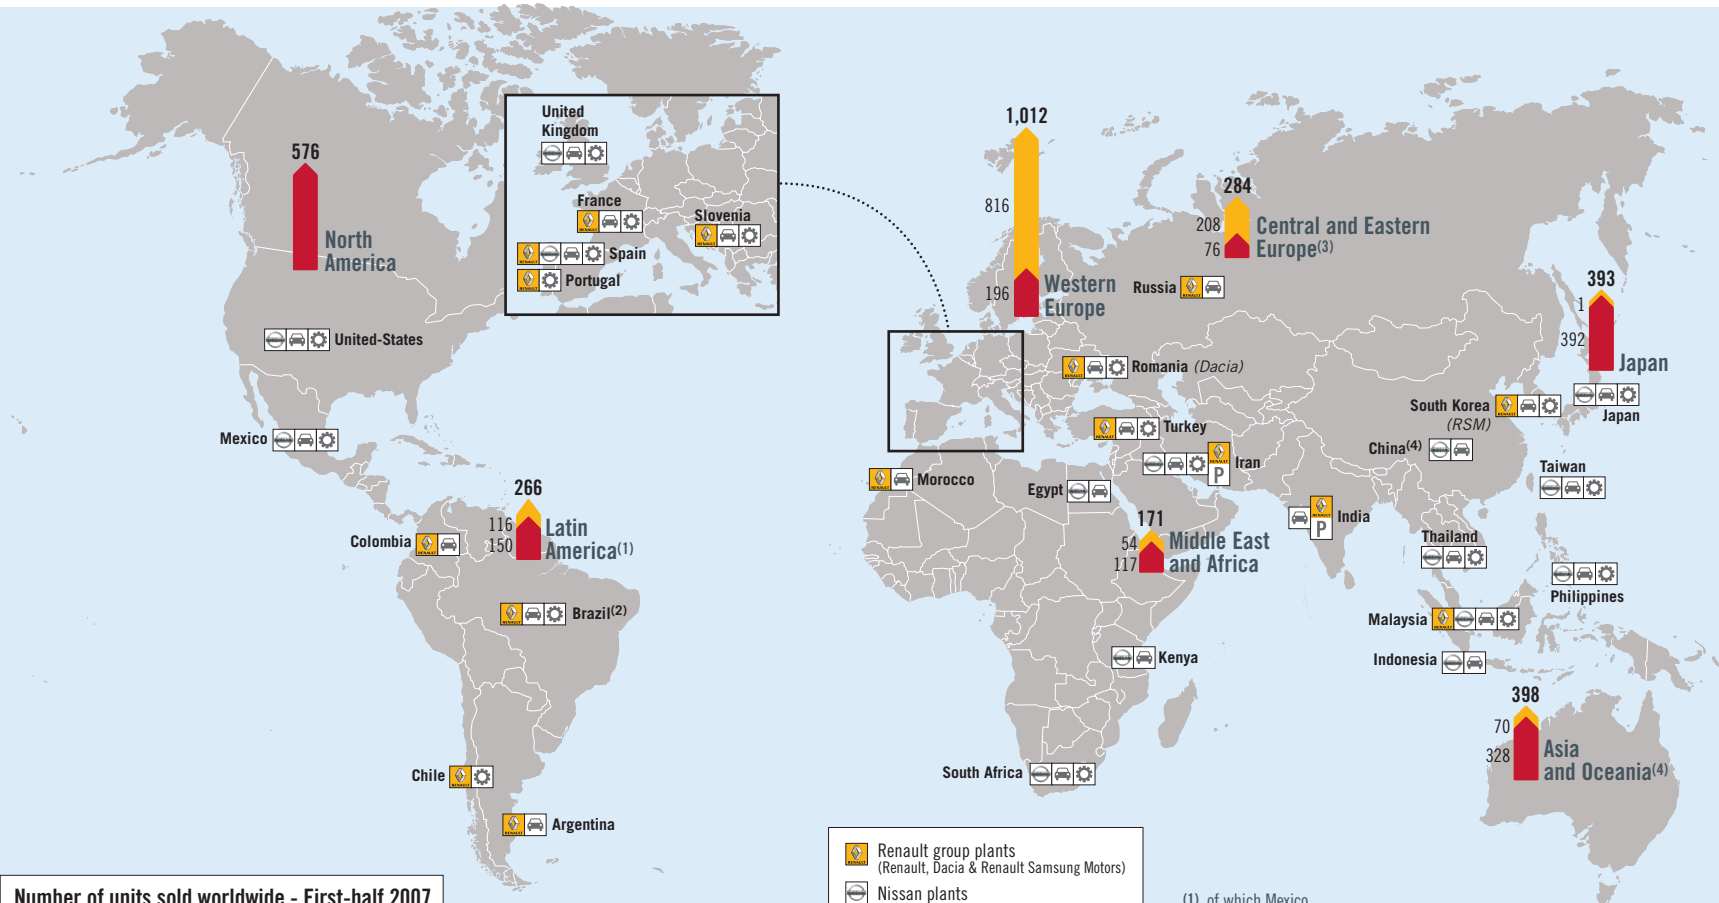 576
North
America
United
Kingdom
France
Slovenia
Spain
Portugal
1,012
816
196
Western
Europe
284
208
76
Central and Eastern
Europe(3)
Russia
393
1
392
Japan
United-States
Romania (Dacia)
South Korea
(RSM)
Japan
Mexico
Turkey
China(4)
Iran
P
Taiwan
Morocco
Egypt
India
P
266
116
150
Latin
America(1)
Colombia
171
54
117
Middle East
and Africa
Thailand
Philippines
Brazil(2)
Malaysia
Kenya
Indonesia
398
70
328
Asia
and Oceania(4)
Chile
South Africa
Argentina
Renault group plants
(Renault, Dacia & Renault Samsung Motors)
Nissan plants
Number of units sold worldwide - First-half 2007
(1) of which Mexico